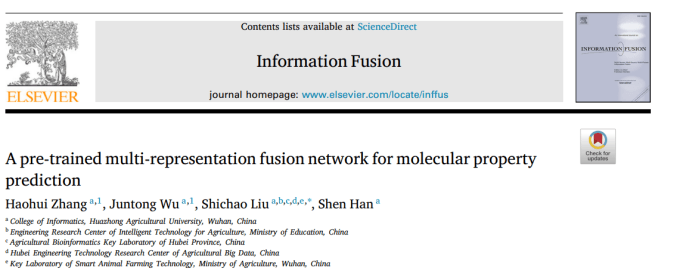 Contents lists available at ScienceDirect
Information Fusion
journal homepage: www.elsevier.com/locate/inffus
ELSEVIER
INFORMATION FUSION
Check for
updates
A pre-trained multi-representation fusion network for molecular property
prediction
Haohui Zhang a,1, Juntong Wu a,1, Shichao Liu a,b,c,d,e,*, Shen Han a
a College of Informatics, Huazhong Agricultural University, Wuhan, China
b Engineering Research Center of Intelligent Technology for Agriculture, Ministry of Education, China
c Agricultural Bioinformatics Key Laboratory of Hubei Province, China
d Hubei Engineering Technology Research Center of Agricultural Big Data, China
e Key Laboratory of Smart Animal Farming Technology, Ministry of Agriculture, Wuhan, China